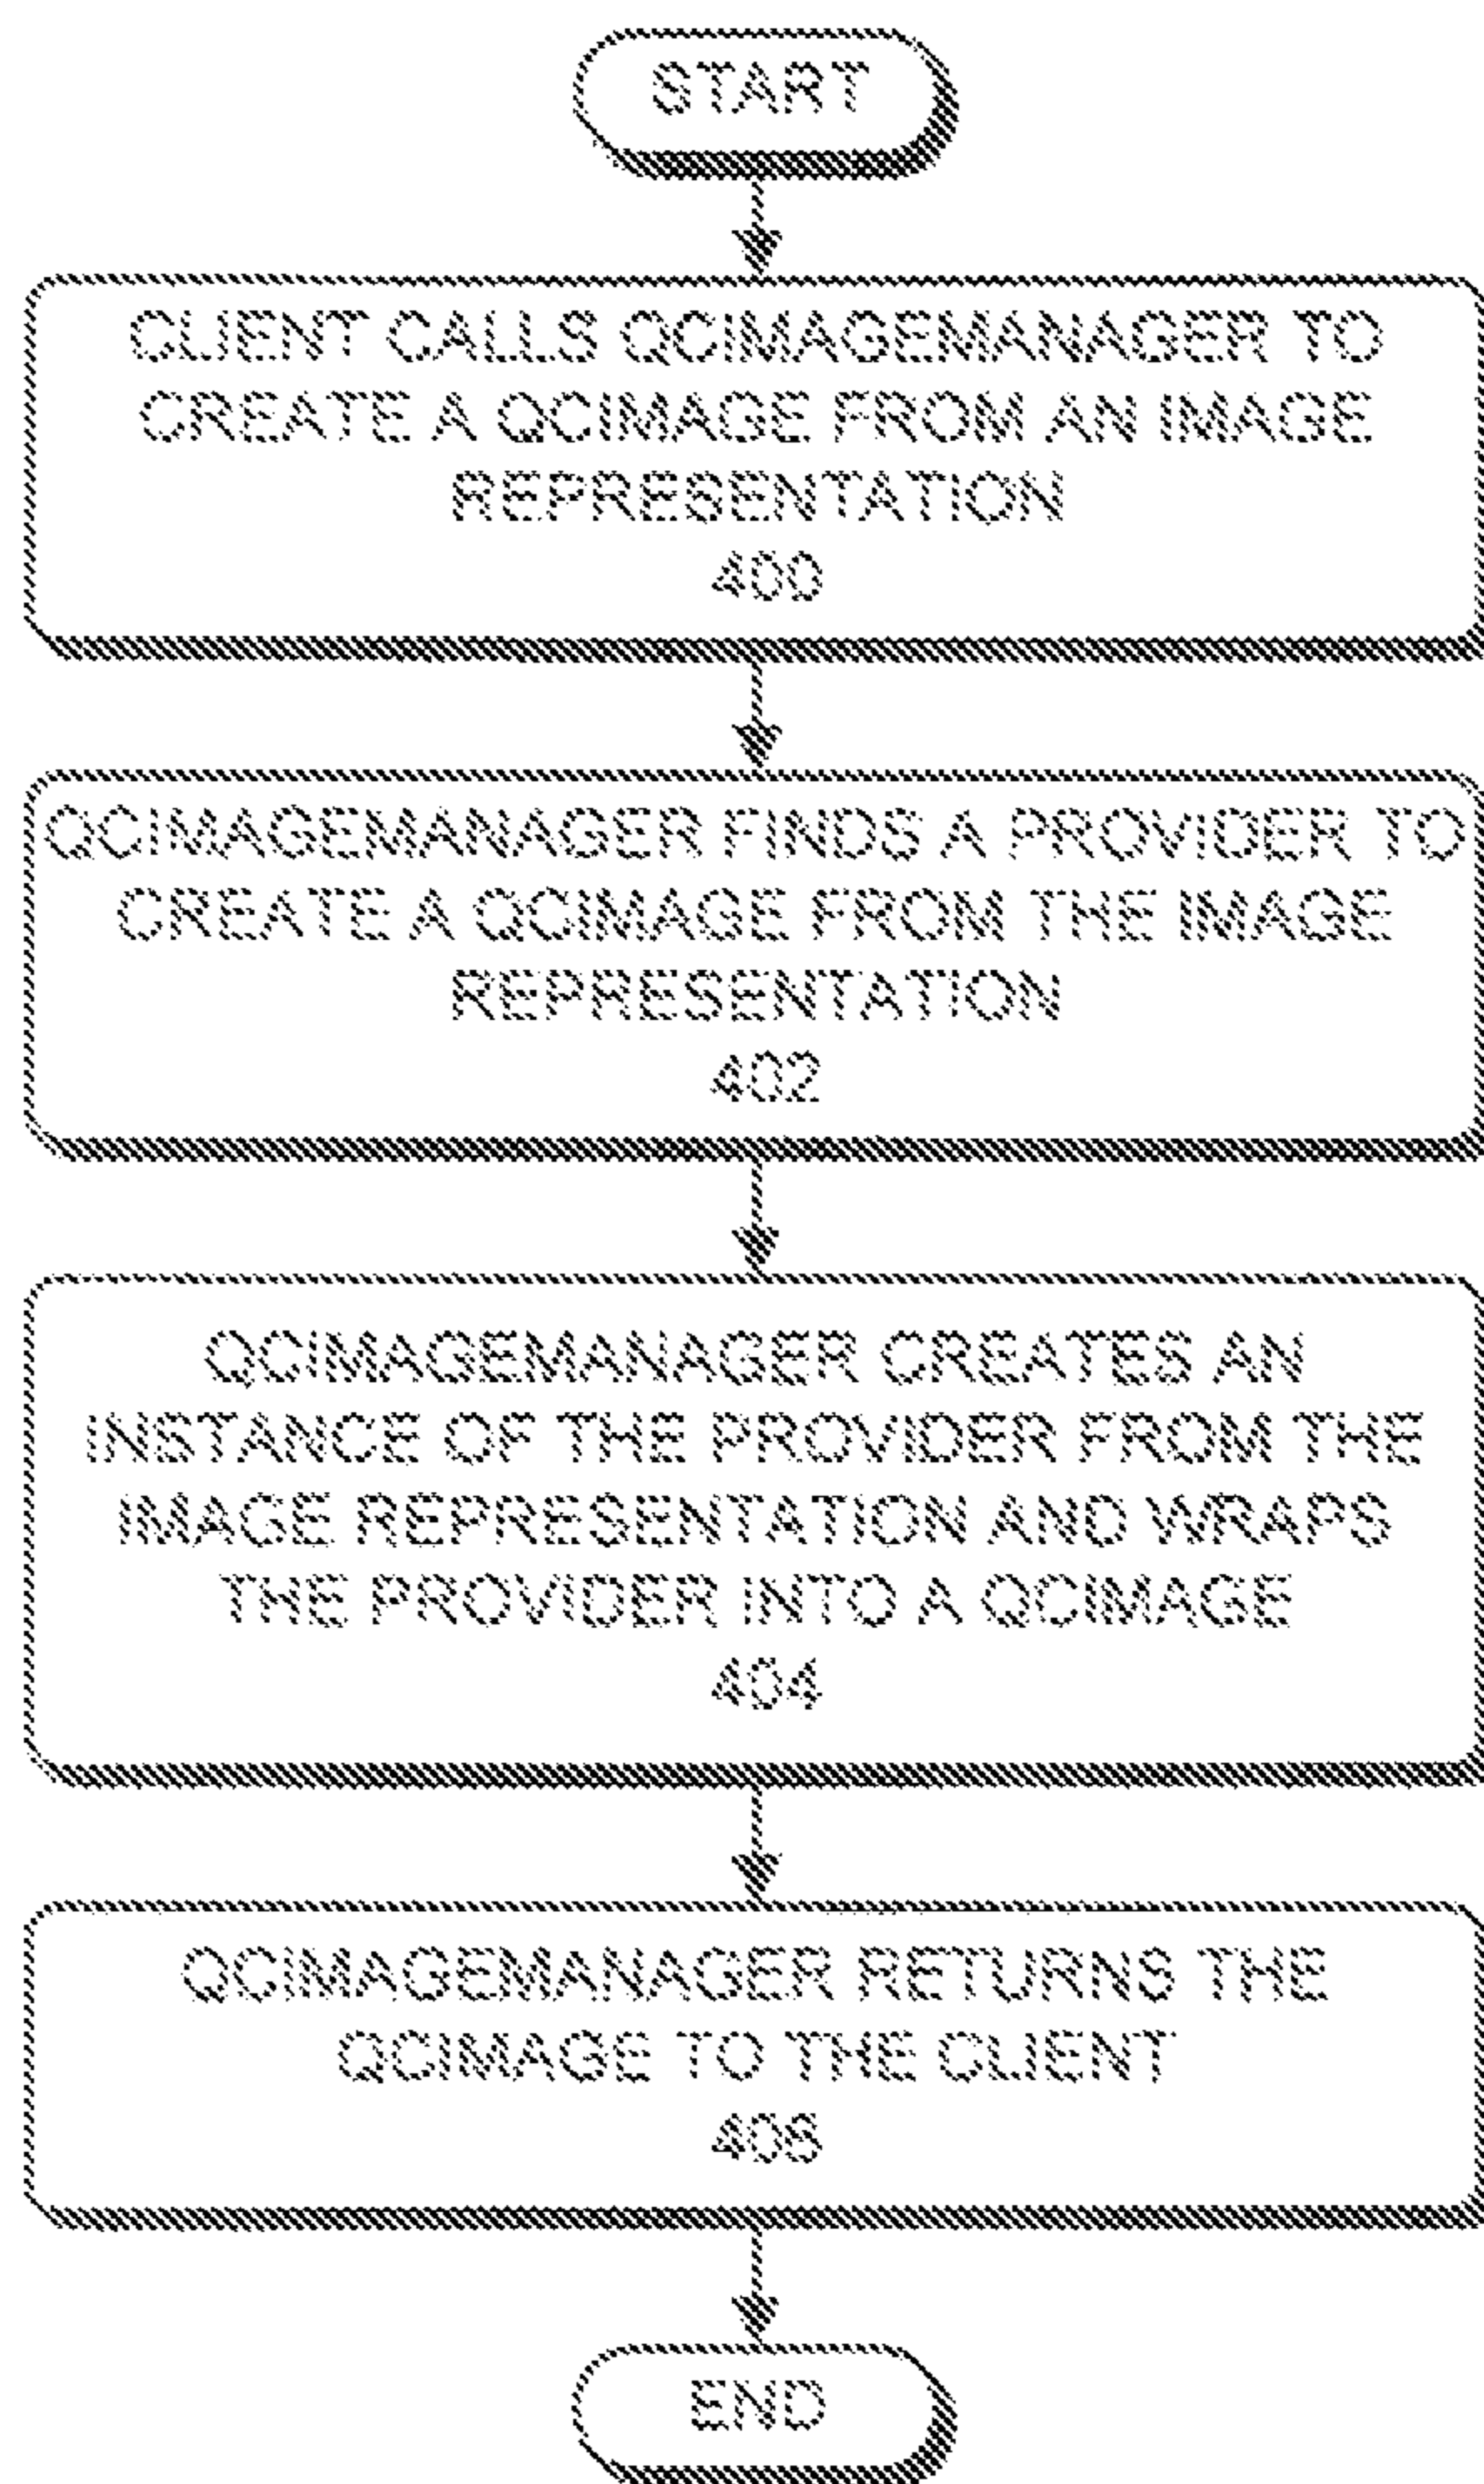 START
CLIENT CALLS QCIMAGEMANAGER TO
CREATE A QCIMAGE FROM AN IMAGE
REPRESENTATION
400
QCIMAGEMANAGER FINDS A PROVIDER TO
CREATE A QCIMAGE FROM THE IMAGE
REPRESENTATION
402
QCIMAGEMANAGER CREATES AN
INSTANCE OF THE PROVIDER FROM THE
IMAGE REPRESENTATION AND WRAPS
THE PROVIDER INTO A QCIMAGE
404
QCIMAGEMANAGER RETURNS THE
QCIMAGE TO THE CLIENT
406
END